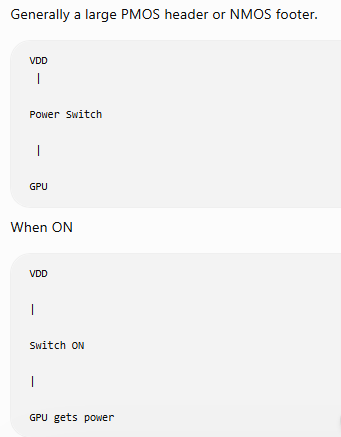 Generally a large PMOS header or NMOS footer.
VDD
|
Power Switch
|
GPU
When ON
VDD
|
Switch ON
|
GPU gets power